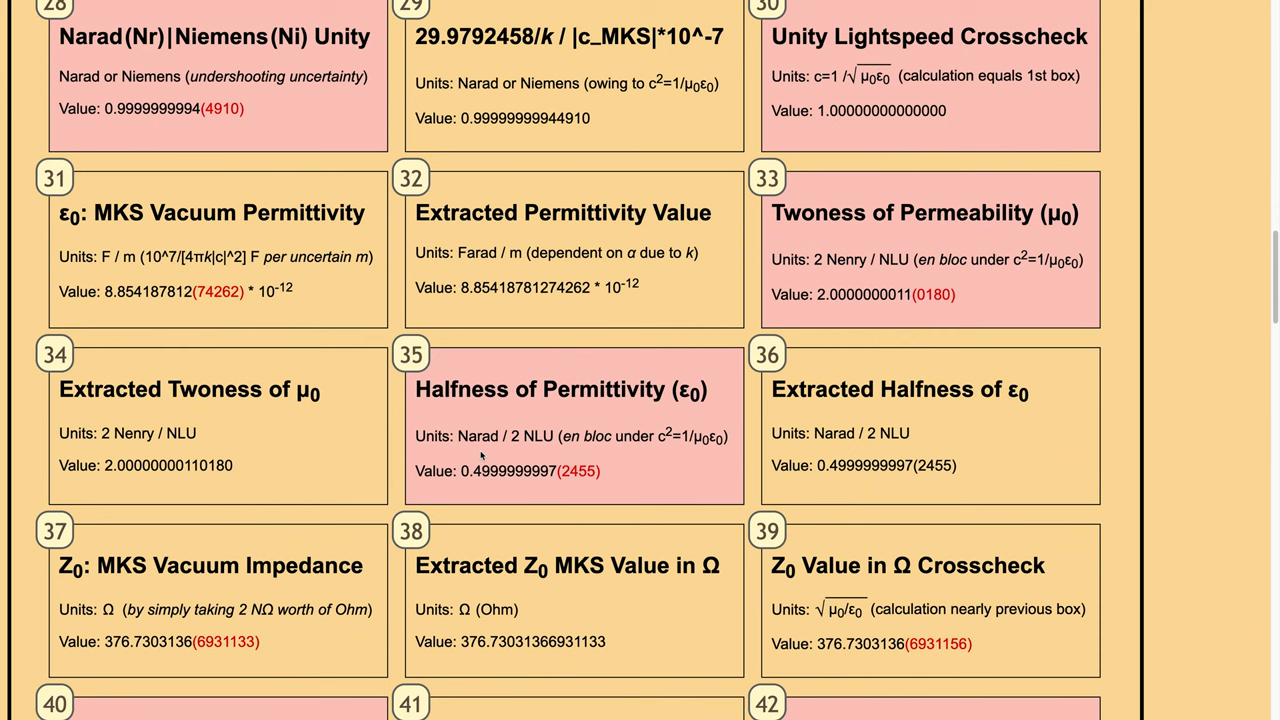 28
29
30
Narad(Nr)|Niemens(Ni) Unity
Narad or Niemens (undershooting uncertainty)
Value: 0.9999999994(4910)
29.9792458/k / |c_MKS|*10^-7
Units: Narad or Niemens (owing to c²=1/μ₀ε₀)
Value: 0.99999999944910
Unity Lightspeed Crosscheck
Units: c=1 /√μ₀ε₀ (calculation equals 1st box)
Value: 1.00000000000000
31
ε₀: MKS Vacuum Permittivity
Units: F / m (10^7/[4πk|c|^2] F per uncertain m)
Value: 8.854187812(74262) * 10⁻¹²
32
Extracted Permittivity Value
Units: Farad / m (dependent on α due to k)
Value: 8.85418781274262 * 10⁻¹²
33
Twoness of Permeability (μ₀)
Units: 2 Nenry / NLU (en bloc under c²=1/μ₀ε₀)
Value: 2.0000000011(0180)
34
Extracted Twoness of μ₀
Units: 2 Nenry / NLU
Value: 2.00000000110180
35
Halfness of Permittivity (ε₀)
Units: Narad / 2 NLU (en bloc under c²=1/μ₀ε₀)
Value: 0.4999999997(2455)
36
Extracted Halfness of ε₀
Units: Narad / 2 NLU
Value: 0.4999999997(2455)
37
Z₀: MKS Vacuum Impedance
Units: Ω (by simply taking 2 NΩ worth of Ohm)
Value: 376.7303136(6931133)
38
Extracted Z₀ MKS Value in Ω
Units: Ω (Ohm)
Value: 376.73031366931133
39
Z₀ Value in Ω Crosscheck
Units: √μ₀/ε₀ (calculation nearly previous box)
Value: 376.7303136(6931156)
40
41
42